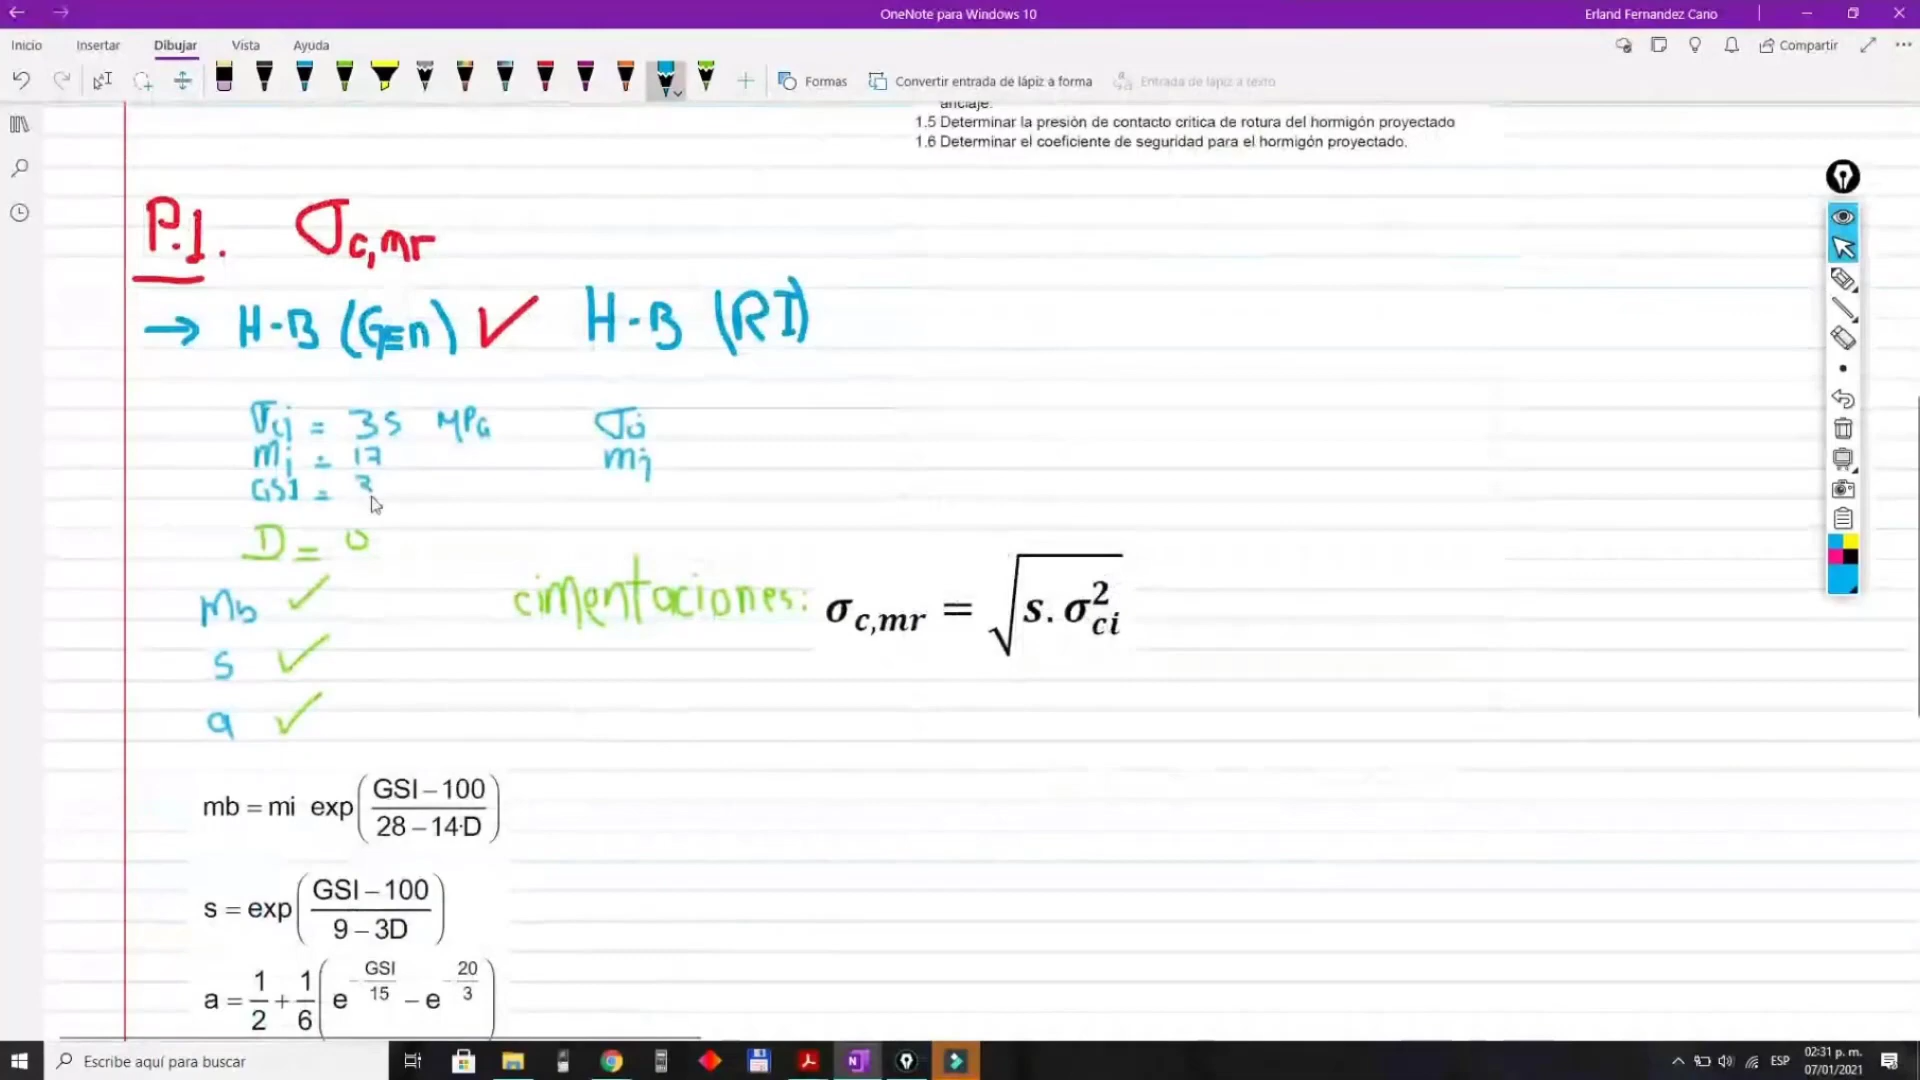 OneNote para Windows 10
Erland Fernandez Cano
Inicio Insertar Dibujar Vista Ayuda
Compartir
Formas Convertir entrada de lápiz a forma Entrada de lápiz a texto
anclaje.
1.5 Determinar la presión de contacto critica de rotura del hormigón proyectado
1.6 Determinar el coeficiente de seguridad para el hormigón proyectado.
P.1. σc,mr
→ H-B (GEn) ✓ H-B (RI)
σci = 35 MPa σci
mi = 17 mi
GSI = 3
D = 0
mb ✓
cimentaciones: σc,mr = √s.σ²ci
s ✓
a ✓
mb = mi exp((GSI – 100)/(28 – 14·D))
s = exp((GSI – 100)/(9 – 3D))
a = 1/2 + 1/6 (e^-GSI/15 – e^-20/3)
Escribe aquí para buscar
ESP
02:31 p. m.
07/01/2021